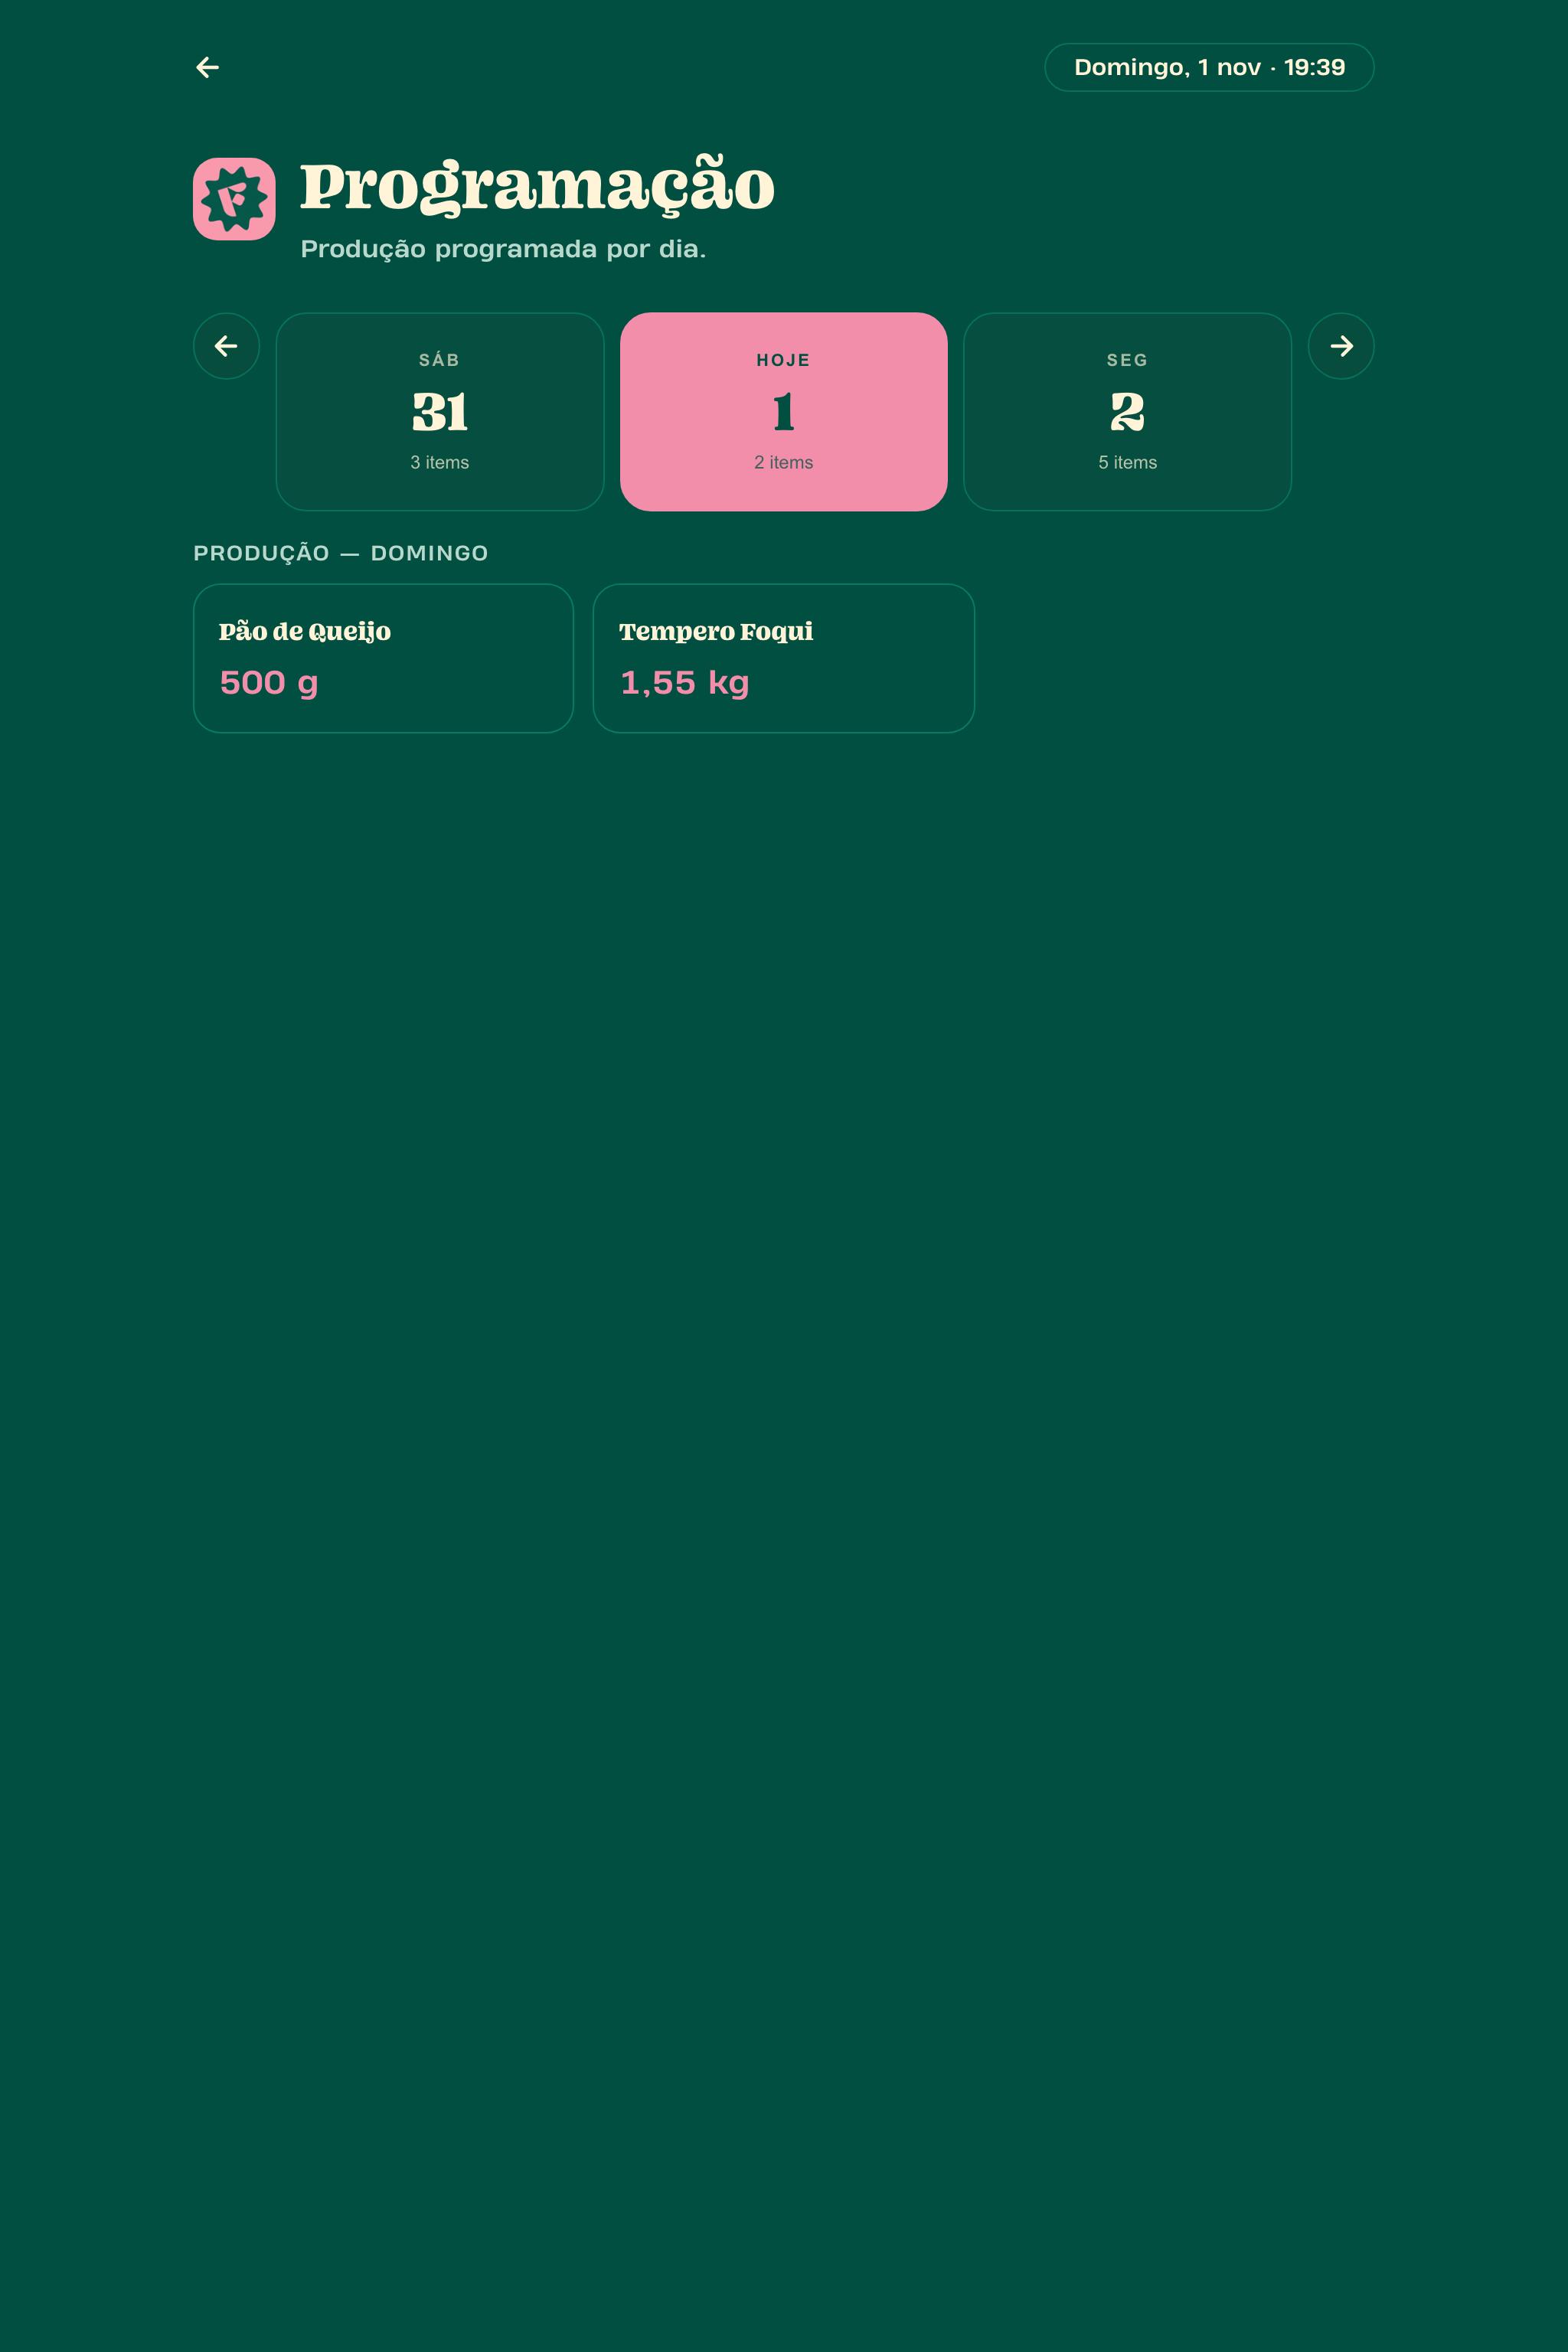 Domingo, 1 nov · 19:39
Programação
Produção programada por dia.
SÁB
31
3 items
HOJE
1
2 items
SEG
2
5 items
PRODUÇÃO — DOMINGO
Pão de Queijo
500 g
Tempero Foqui
1,55 kg